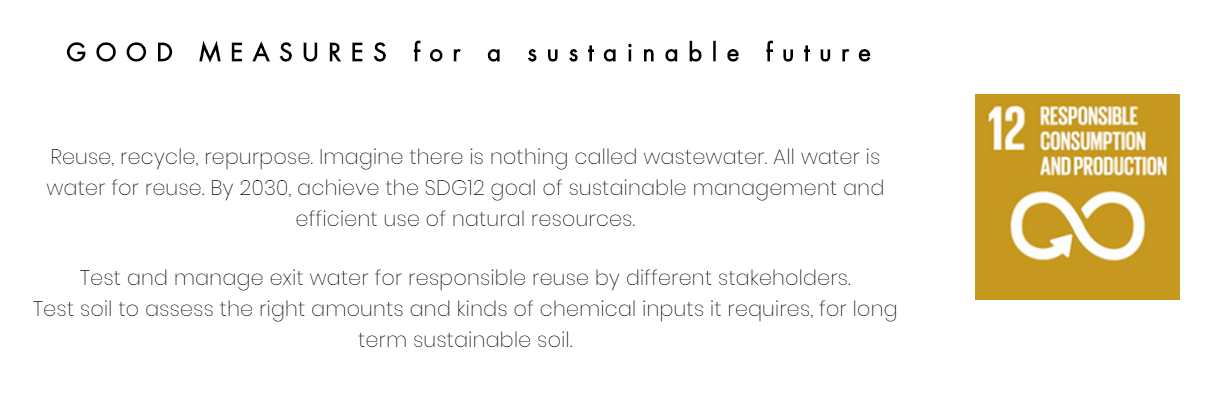 GOOD MEASURES for a sustainable future
Reuse, recycle, repurpose. Imagine there is nothing called wastewater. All water is
water for reuse. By 2030, achieve the SDG12 goal of sustainable management and
efficient use of natural resources.
Test and manage exit water for responsible reuse by different stakeholders.
Test soil to assess the right amounts and kinds of chemical inputs it requires, for long
term sustainable soil.
12 RESPONSIBLE
CONSUMPTION
AND PRODUCTION